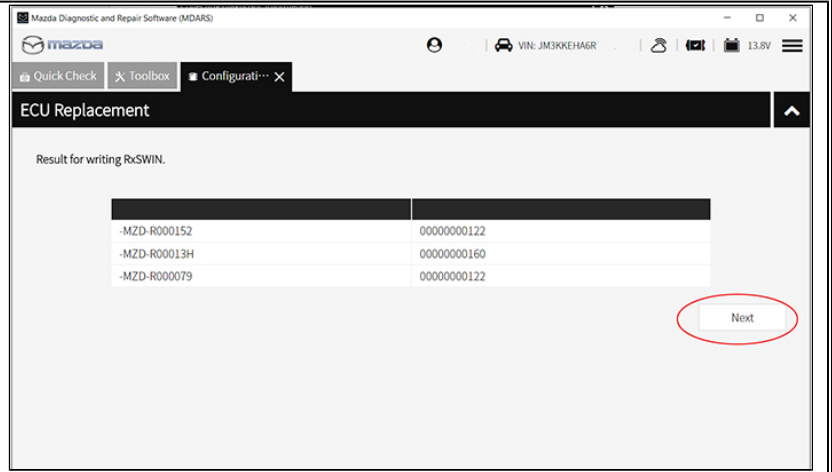 Mazda Diagnostic and Repair Software (MDARS)
mazda VIN: JM3KKEHA6R 13.8V
Quick Check Toolbox Configurati···
ECU Replacement
Result for writing RxSWIN.
-MZD-R000152 00000000122
-MZD-R00013H 00000000160
-MZD-R000079 00000000122
Next